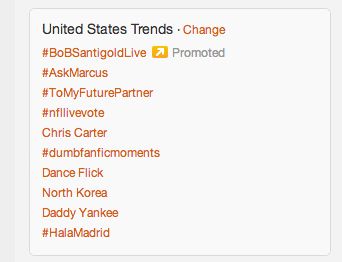 United States Trends · Change
#BoBSantigoldLive Promoted
#AskMarcus
#ToMyFuturePartner
#nfllivevote
Chris Carter
#dumbfanficmoments
Dance Flick
North Korea
Daddy Yankee
#HalaMadrid